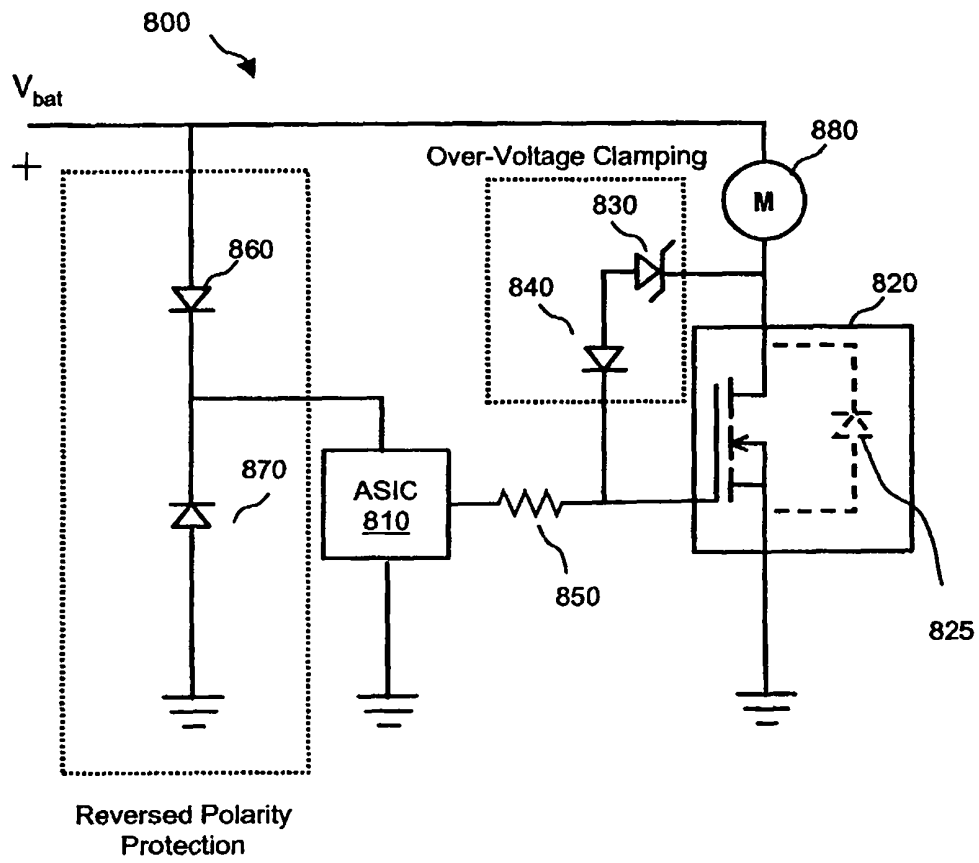 800
V_bat
+
Over-Voltage Clamping
880
M
830
860
840
820
870
ASIC
810
850
825
Reversed Polarity
Protection